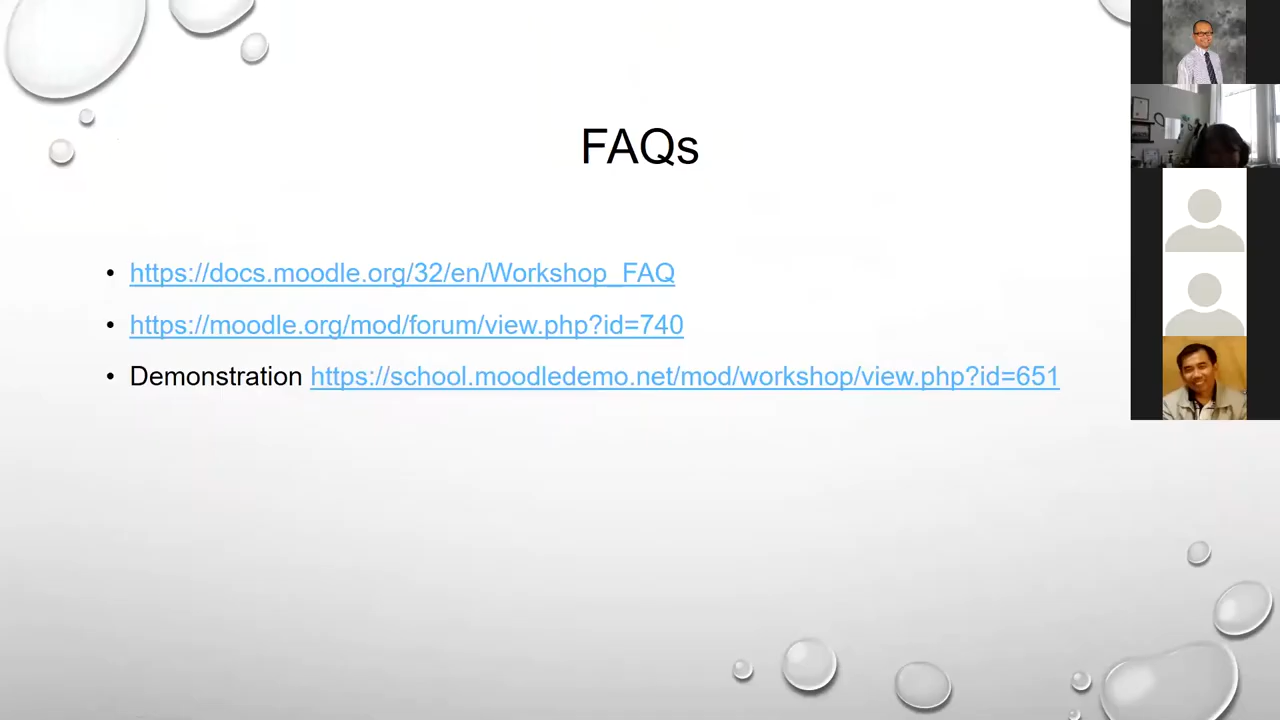 FAQs
https://docs.moodle.org/32/en/Workshop_FAQ
https://moodle.org/mod/forum/view.php?id=740
Demonstration https://school.moodledemo.net/mod/workshop/view.php?id=651